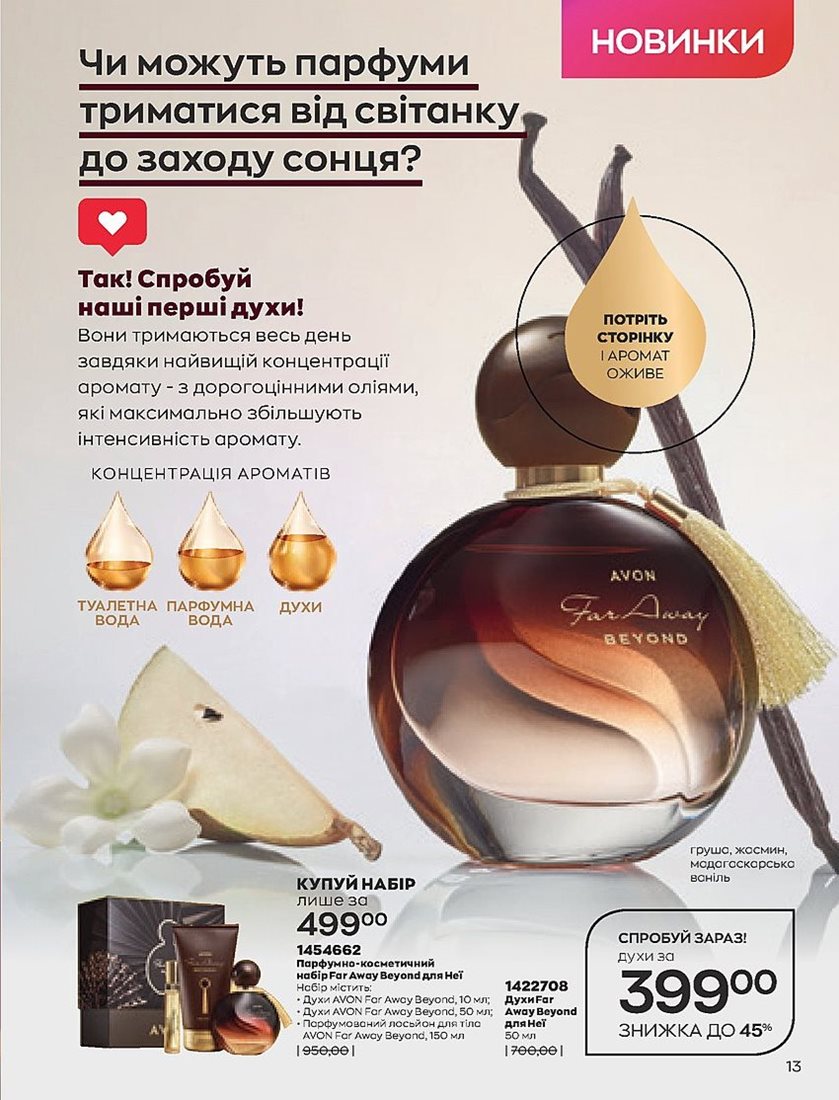 НОВИНКИ
Чи можуть парфуми
триматися від світанку
до заходу сонця?
Так! Спробуй
наші перші духи!
Вони тримаються весь день
завдяки найвищій концентрації
аромату - з дорогоцінними оліями,
які максимально збільшують
інтенсивність аромату.
КОНЦЕНТРАЦІЯ АРОМАТІВ
ТУАЛЕТНА
ВОДА
ПАРФУМНА
ВОДА
ДУХИ
ПОТРІТЬ
СТОРІНКУ
І АРОМАТ
ОЖИВЕ
AVON
Far Away
BEYOND
груша, жасмин,
мадагаскарська
ваніль
КУПУЙ НАБІР
лише за
499⁰⁰
1454662
Парфумно-косметичний
набір Far Away Beyond для Неї
Набір містить:
• Духи AVON Far Away Beyond, 10 мл;
• Духи AVON Far Away Beyond, 50 мл;
• Парфумований лосьйон для тіла
AVON Far Away Beyond, 150 мл
|950,00|
1422708
Духи Far
Away Beyond
для Неї
50 мл
|700,00|
СПРОБУЙ ЗАРАЗ!
духи за
399⁰⁰
ЗНИЖКА ДО 45%
13